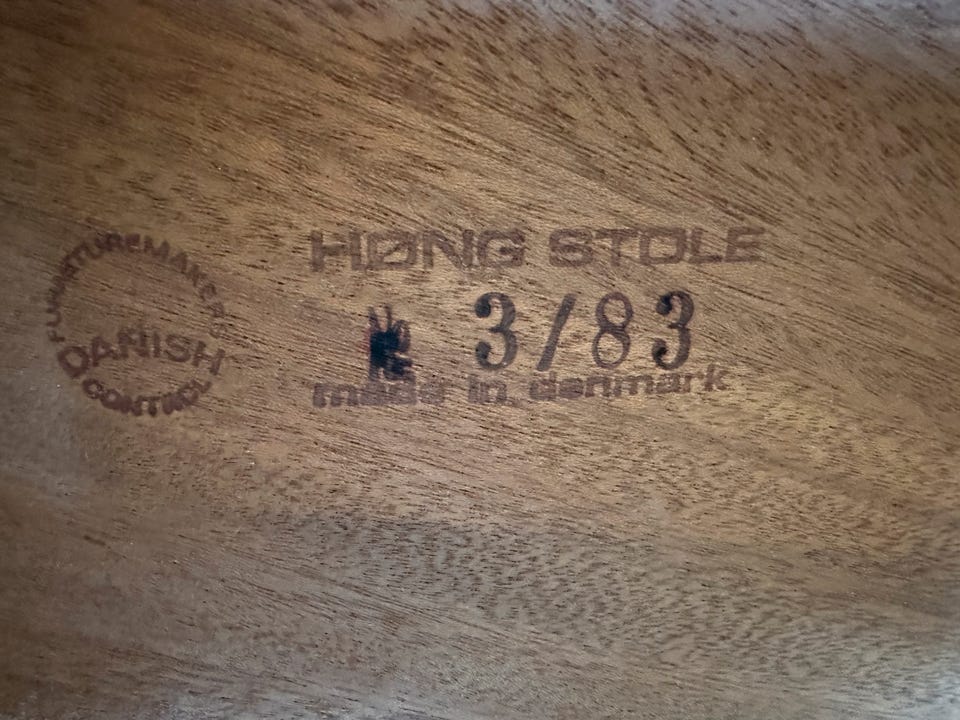 FURNITUREMAKERS
DANISH
CONTROL
HØNG STOLE
3/83
made in denmark